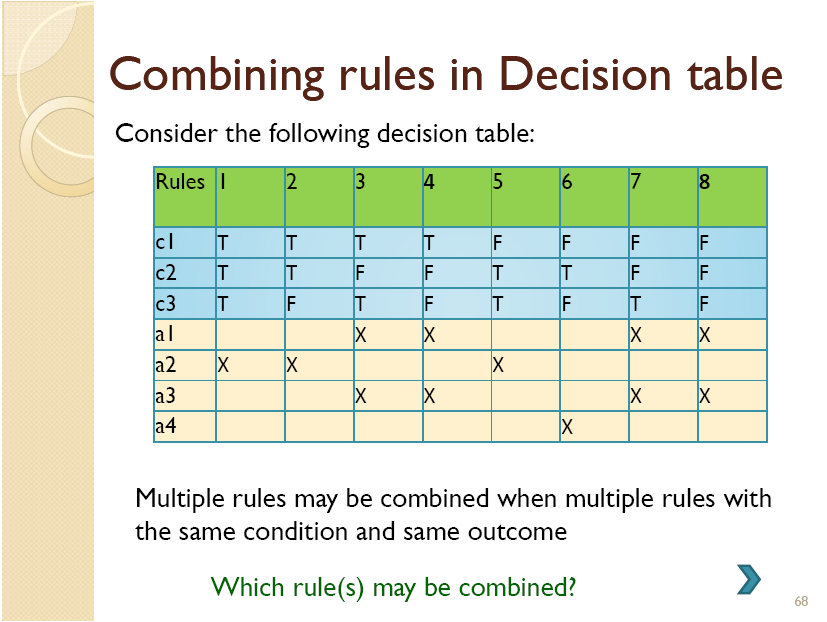 Combining rules in Decision table
Consider the following decision table:
Rules 1 2 3 4 5 6 7 8
c1 T T T T F F F F
c2 T T F F T T F F
c3 T F T F T F T F
a1 X X X X
a2 X X X
a3 X X X X
a4 X
Multiple rules may be combined when multiple rules with
the same condition and same outcome
Which rule(s) may be combined?
68